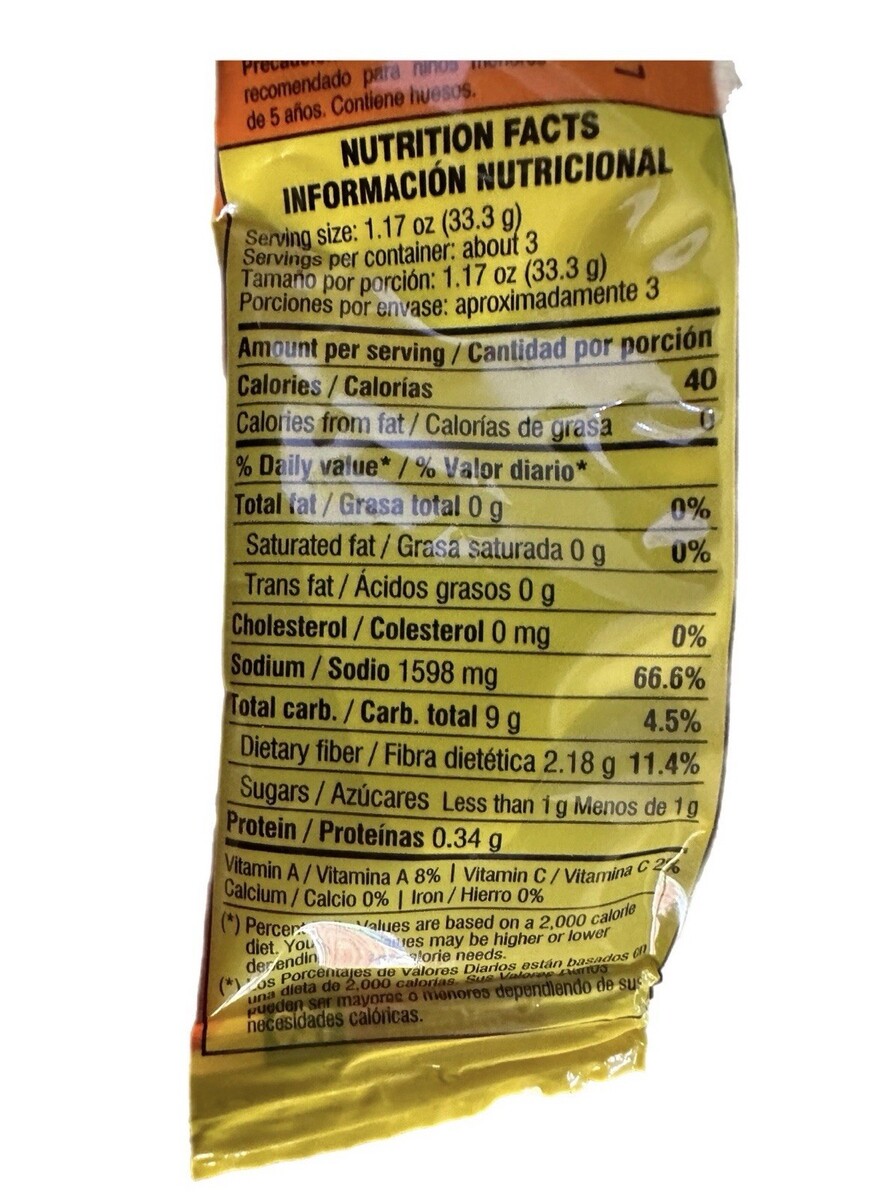 recomendado para niños
de 5 años. Contiene huesos.
NUTRITION FACTS
INFORMACIÓN NUTRICIONAL
Serving size: 1.17 oz (33.3 g)
Servings per container: about 3
Tamaño por porción: 1.17 oz (33.3 g)
Porciones por envase: aproximadamente 3
Amount per serving / Cantidad por porción
Calories / Calorías 40
Calories from fat / Calorías de grasa 0
% Daily value* / % Valor diario*
Total fat / Grasa total 0 g 0%
Saturated fat / Grasa saturada 0 g 0%
Trans fat / Ácidos grasos 0 g
Cholesterol / Colesterol 0 mg 0%
Sodium / Sodio 1598 mg 66.6%
Total carb. / Carb. total 9 g 4.5%
Dietary fiber / Fibra dietética 2.18 g 11.4%
Sugars / Azúcares Less than 1 g Menos de 1 g
Protein / Proteínas 0.34 g
Vitamin A / Vitamina A 8% | Vitamin C / Vitamina C 2%
Calcium / Calcio 0% | Iron / Hierro 0%
(*) Values are based on a 2,000 calorie
diet. may be higher or lower
calorie needs.
(*) Los Porcentajes de Valores Diarios están basados en
una dieta de 2,000 calorías. Sus Valores Diarios
pueden ser mayores o menores dependiendo de sus
necesidades calóricas.